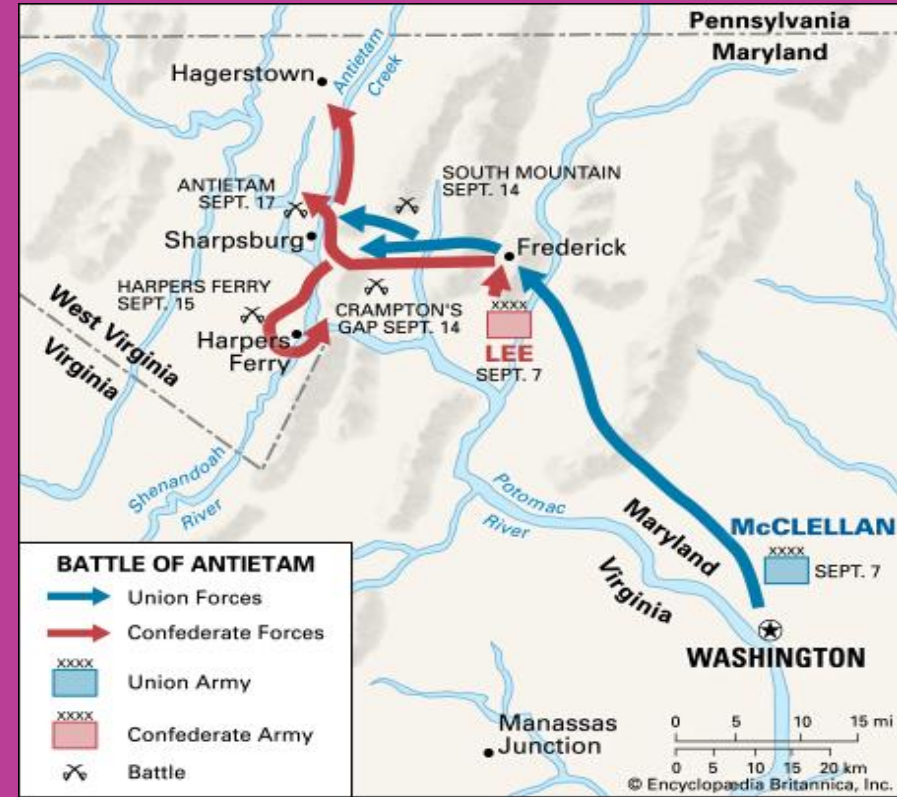 Pennsylvania
Maryland
Hagerstown
Antietam
Creek
SOUTH MOUNTAIN
SEPT. 14
ANTIETAM
SEPT. 17
Sharpsburg
Frederick
HARPERS FERRY
SEPT. 15
CRAMPTON'S
GAP SEPT. 14
XXXX
LEE
SEPT. 7
West Virginia
Virginia
Harpers
Ferry
Shenandoah
River
Potomac
River
Maryland
Virginia
McCLELLAN
XXXX
SEPT. 7
WASHINGTON
Manassas
Junction
BATTLE OF ANTIETAM
Union Forces
Confederate Forces
XXXX
Union Army
XXXX
Confederate Army
Battle
0 5 10 15 mi
0 5 10 15 20 km
© Encyclopædia Britannica, Inc.